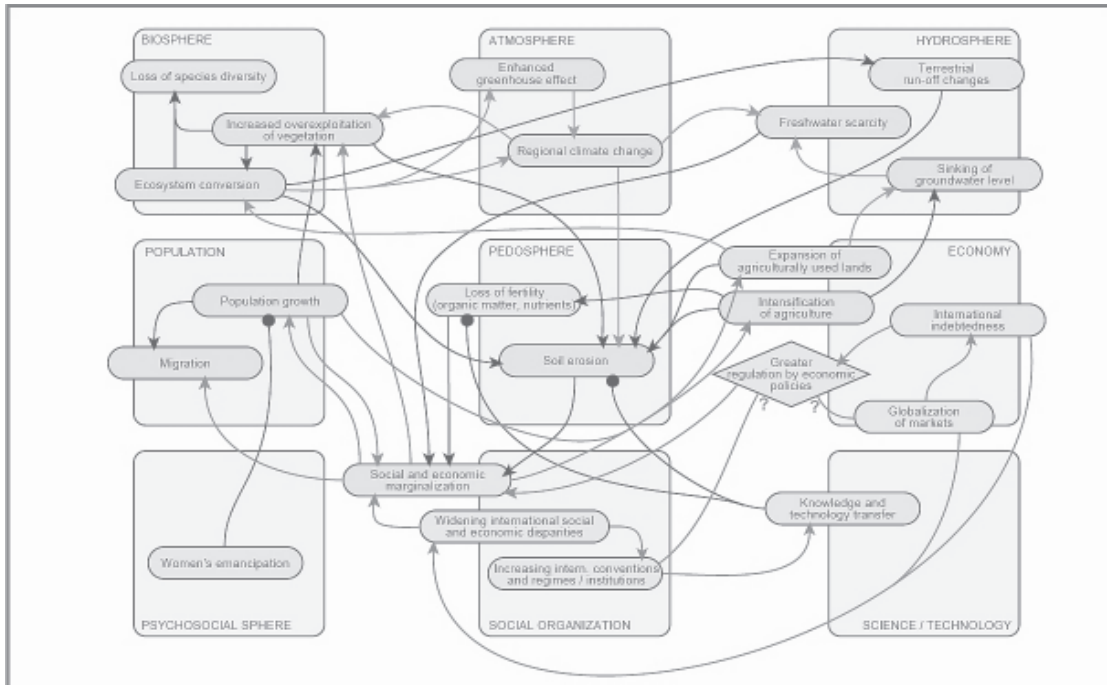 BIOSPHERE
Loss of species diversity
Increased overexploitation
of vegetation
Ecosystem conversion
ATMOSPHERE
Enhanced
greenhouse effect
Regional climate change
HYDROSPHERE
Terrestrial
run-off changes
Freshwater scarcity
Sinking of
groundwater level
POPULATION
Population growth
Migration
PEDOSPHERE
Loss of fertility
(organic matter, nutrients)
Soil erosion
ECONOMY
Expansion of
agriculturally used lands
Intensification
of agriculture
International
indebtedness
Greater
regulation by economic
policies
?
?
Globalization
of markets
Social and economic
marginalization
Widening international social
and economic disparities
Increasing intern. conventions
and regimes / institutions
Knowledge and
technology transfer
Women's emancipation
PSYCHOSOCIAL SPHERE
SOCIAL ORGANIZATION
SCIENCE / TECHNOLOGY